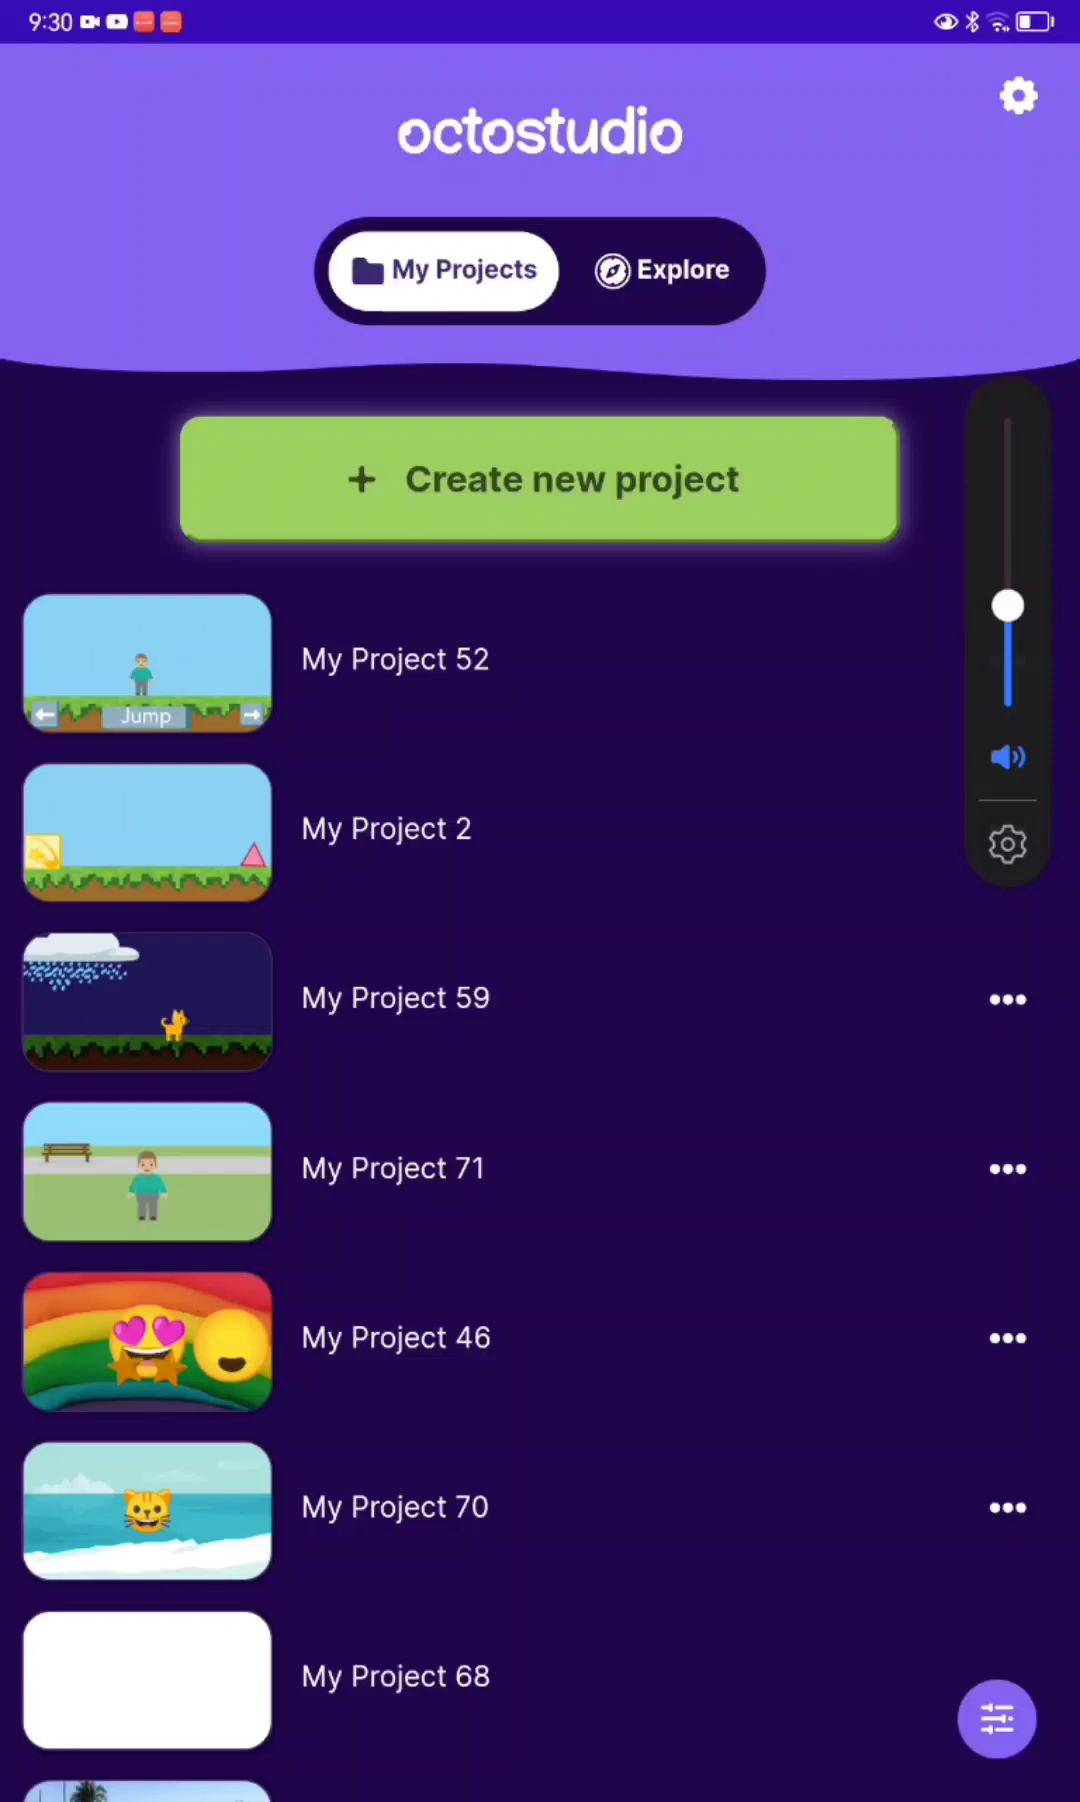 9:30
octostudio
My Projects
Explore
+ Create new project
My Project 52
Jump
My Project 2
My Project 59
My Project 71
My Project 46
My Project 70
My Project 68